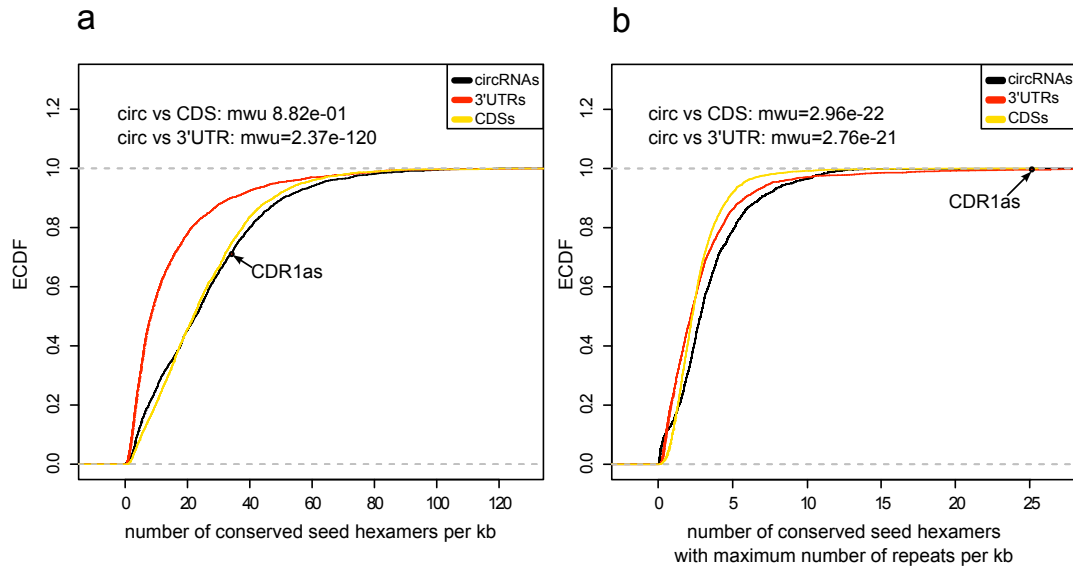 a
circRNAs
3'UTRs
CDSs
circ vs CDS: mwu 8.82e-01
circ vs 3'UTR: mwu=2.37e-120
CDR1as
ECDF
0.0
0.2
0.4
0.6
0.8
1.0
1.2
0
20
40
60
80
100
120
number of conserved seed hexamers per kb
b
circRNAs
3'UTRs
CDSs
circ vs CDS: mwu=2.96e-22
circ vs 3'UTR: mwu=2.76e-21
CDR1as
ECDF
0.0
0.2
0.4
0.6
0.8
1.0
1.2
0
5
10
15
20
25
number of conserved seed hexamers
with maximum number of repeats per kb